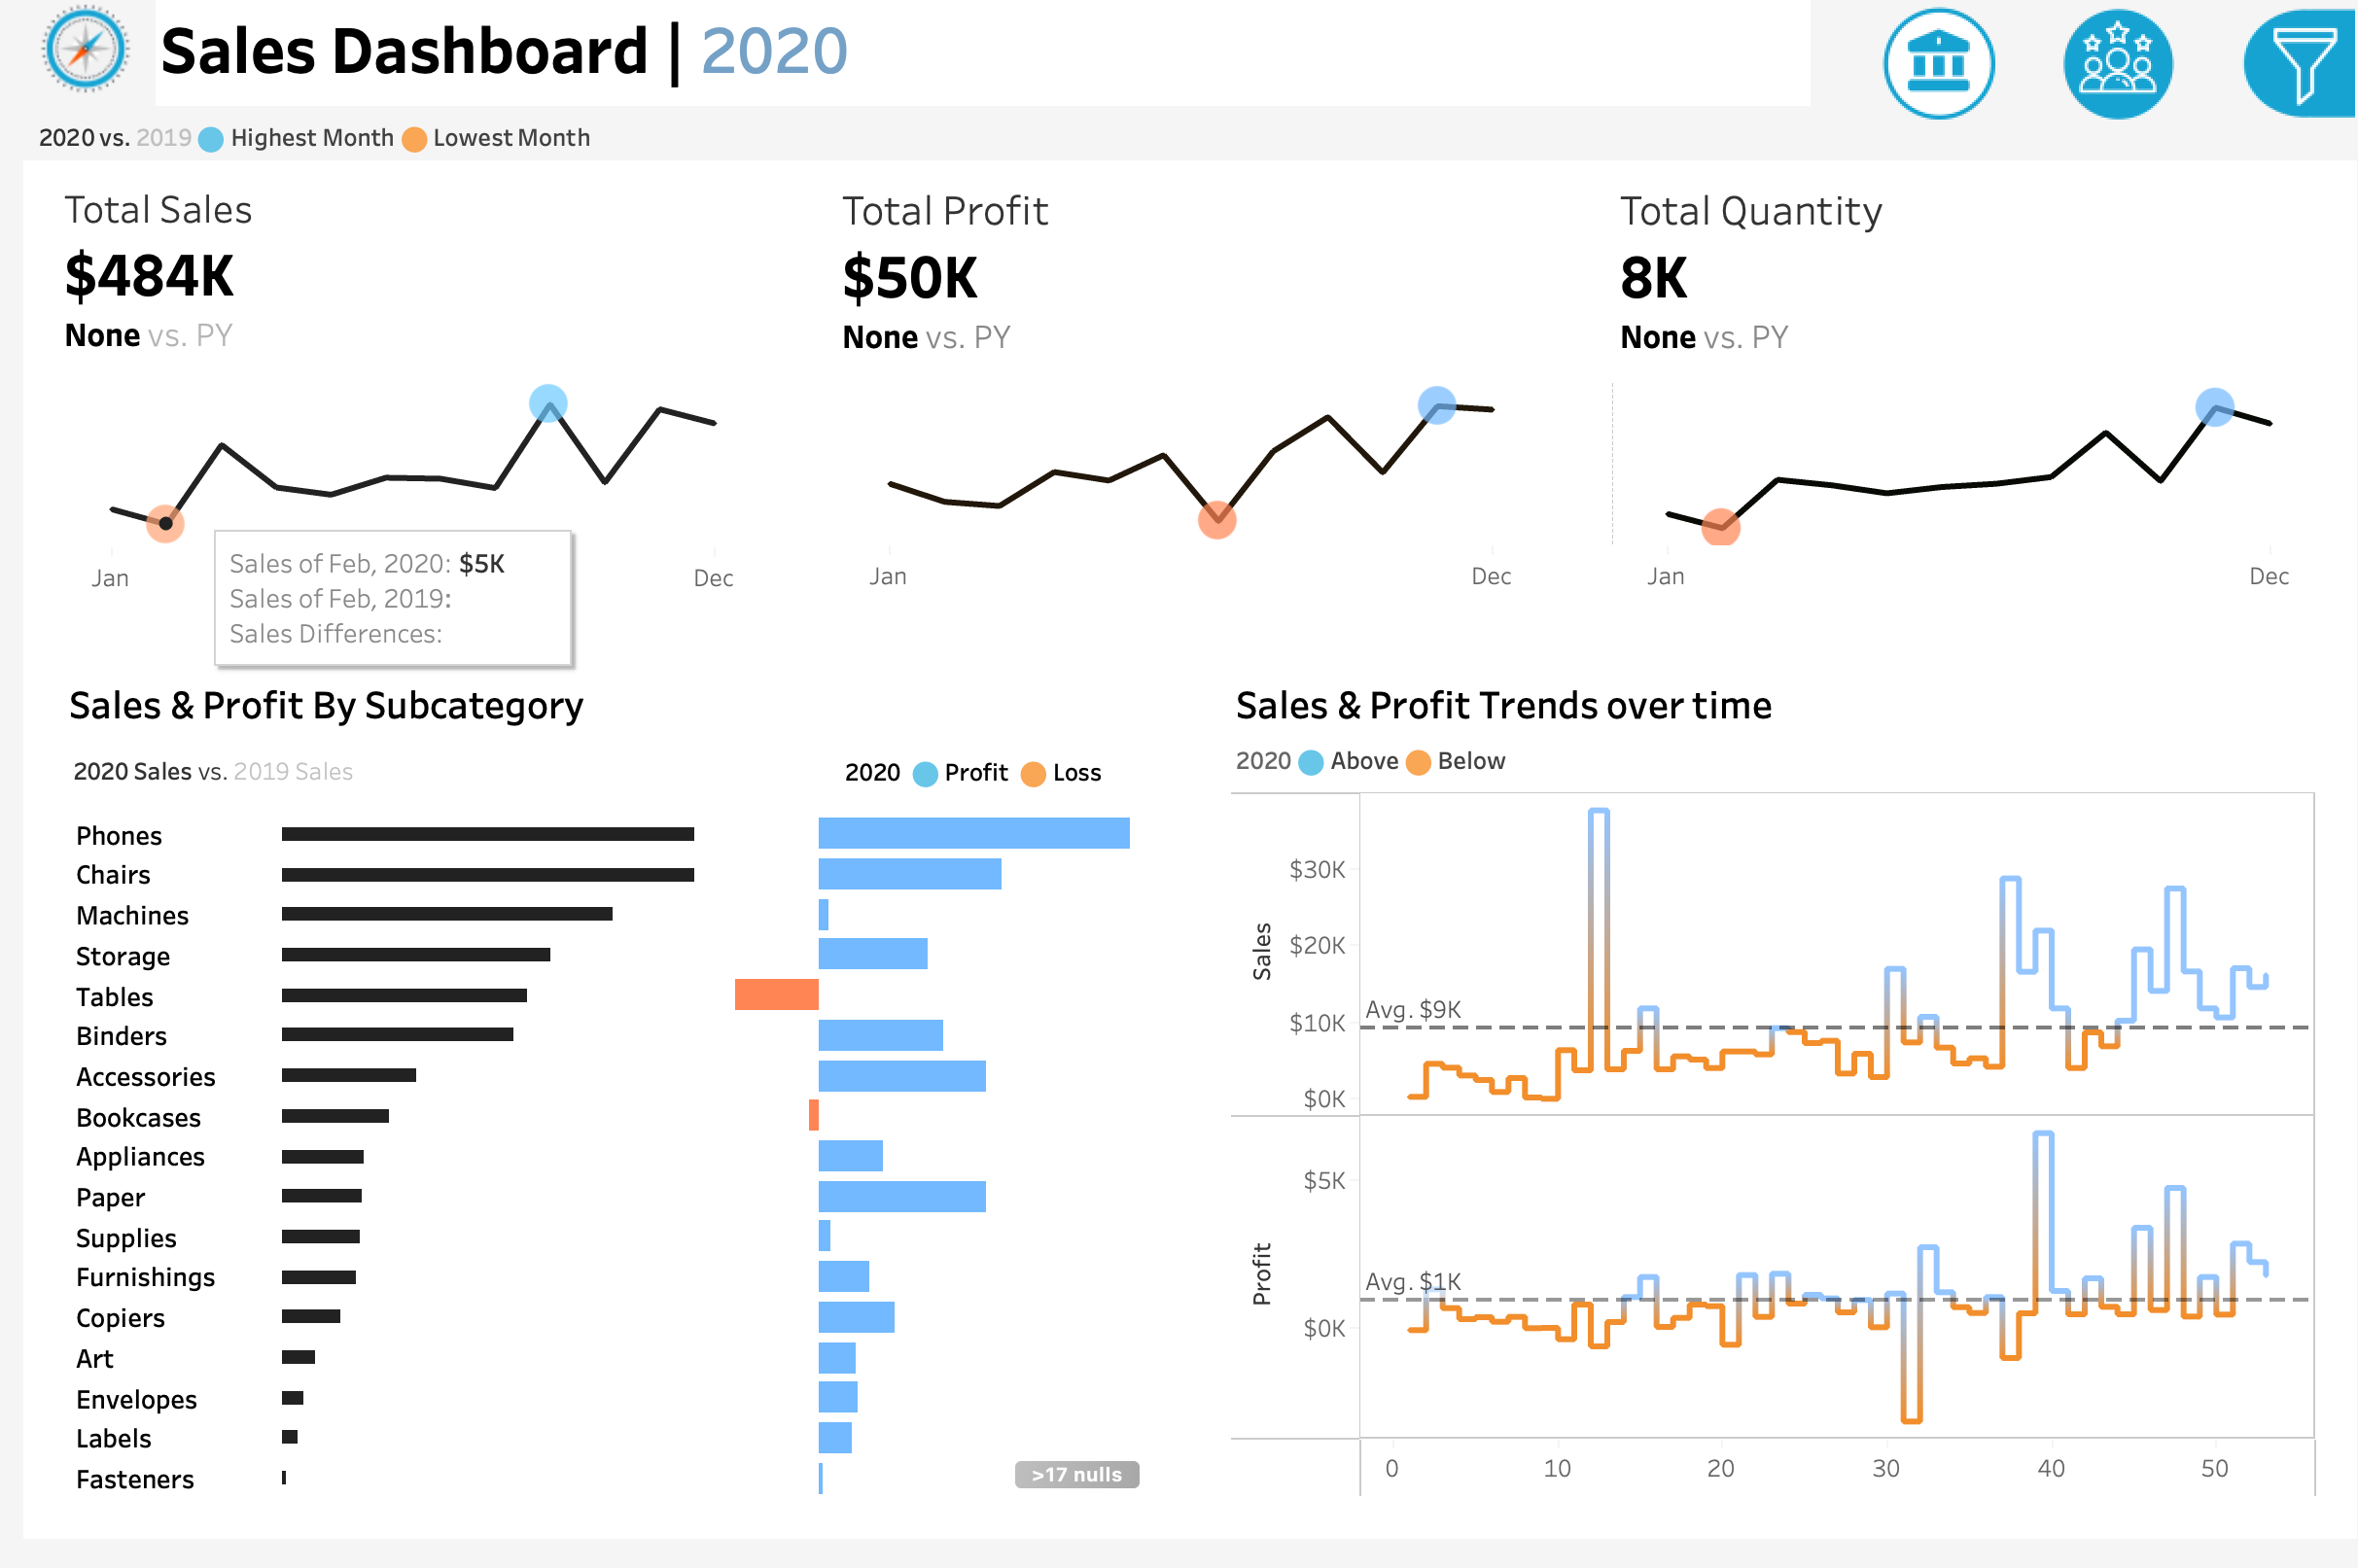 Sales Dashboard | 2020
2020 vs. 2019 Highest Month Lowest Month
Total Sales
$484K
None vs. PY
Jan
Dec
Sales of Feb, 2020: $5K
Sales of Feb, 2019:
Sales Differences:
Total Profit
$50K
None vs. PY
Jan
Dec
Total Quantity
8K
None vs. PY
Jan
Dec
Sales & Profit By Subcategory
2020 Sales vs. 2019 Sales
2020 Profit Loss
Phones
Chairs
Machines
Storage
Tables
Binders
Accessories
Bookcases
Appliances
Paper
Supplies
Furnishings
Copiers
Art
Envelopes
Labels
Fasteners
>17 nulls
Sales & Profit Trends over time
2020 Above Below
Sales
$30K
$20K
$10K
$0K
Avg. $9K
Profit
$5K
$0K
Avg. $1K
0 10 20 30 40 50